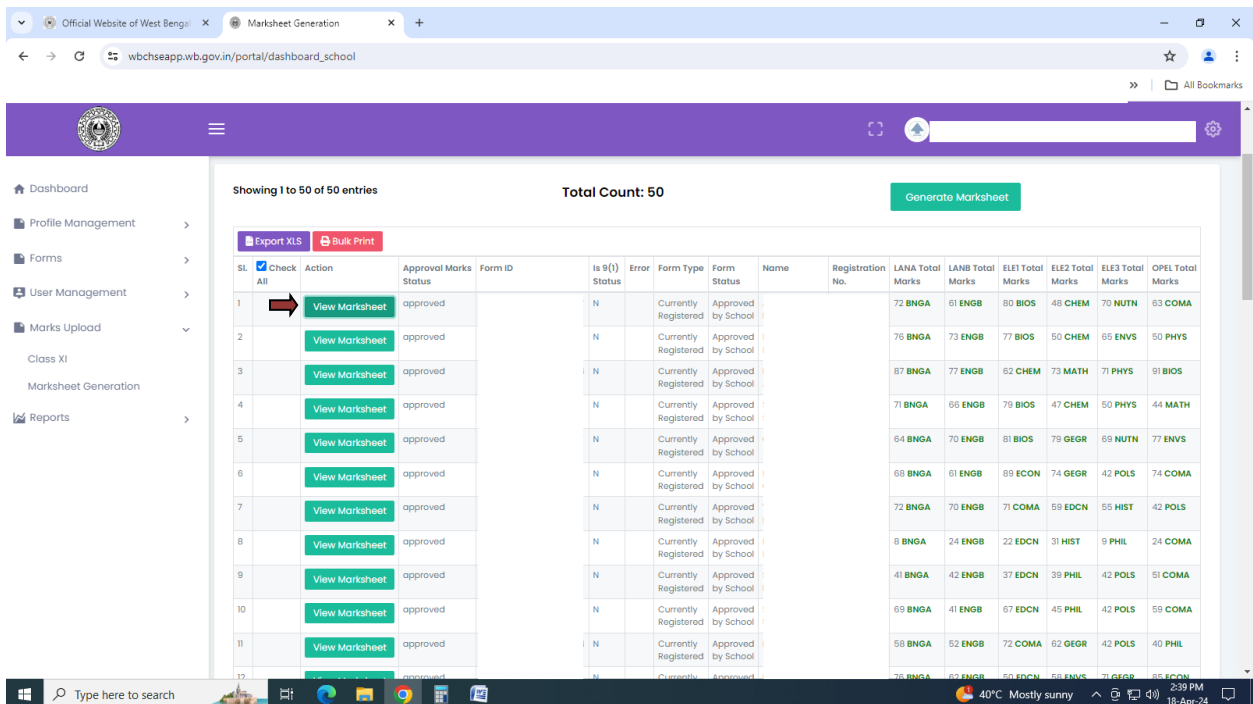 Official Website of West Bengal
Marksheet Generation
wbchseapp.wb.gov.in/portal/dashboard_school
All Bookmarks
Dashboard
Profile Management
Forms
User Management
Marks Upload
Class XI
Marksheet Generation
Reports
Showing 1 to 50 of 50 entries
Total Count: 50
Generate Marksheet
Export XLS Bulk Print
Sl. Check All Action Approval Marks Status Form ID Is 9(1) Status Error Form Type Form Status Name Registration No. LANA Total Marks LANB Total Marks ELE1 Total Marks ELE2 Total Marks ELE3 Total Marks OPEL Total Marks
1 View Marksheet approved N Currently Registered Approved by School 72 BNGA 61 ENGB 80 BIOS 48 CHEM 70 NUTN 63 COMA
2 View Marksheet approved N Currently Registered Approved by School 76 BNGA 73 ENGB 77 BIOS 50 CHEM 65 ENVS 50 PHYS
3 View Marksheet approved N Currently Registered Approved by School 87 BNGA 77 ENGB 62 CHEM 73 MATH 71 PHYS 91 BIOS
4 View Marksheet approved N Currently Registered Approved by School 71 BNGA 66 ENGB 79 BIOS 47 CHEM 50 PHYS 44 MATH
5 View Marksheet approved N Currently Registered Approved by School 64 BNGA 70 ENGB 81 BIOS 79 GEGR 69 NUTN 77 ENVS
6 View Marksheet approved N Currently Registered Approved by School 68 BNGA 61 ENGB 89 ECON 74 GEGR 42 POLS 74 COMA
7 View Marksheet approved N Currently Registered Approved by School 72 BNGA 70 ENGB 71 COMA 59 EDCN 55 HIST 42 POLS
8 View Marksheet approved N Currently Registered Approved by School 8 BNGA 24 ENGB 22 EDCN 31 HIST 9 PHIL 24 COMA
9 View Marksheet approved N Currently Registered Approved by School 41 BNGA 42 ENGB 37 EDCN 39 PHIL 42 POLS 51 COMA
10 View Marksheet approved N Currently Registered Approved by School 69 BNGA 41 ENGB 67 EDCN 45 PHIL 42 POLS 59 COMA
11 View Marksheet approved N Currently Registered Approved by School 58 BNGA 52 ENGB 72 COMA 62 GEGR 42 POLS 40 PHIL
12 approved N Currently Approved 76 BNGA 62 ENGB 50 EDCN 58 ENVS 71 GEGR 85 ECON
Type here to search
40°C Mostly sunny
2:39 PM
18-Apr-24